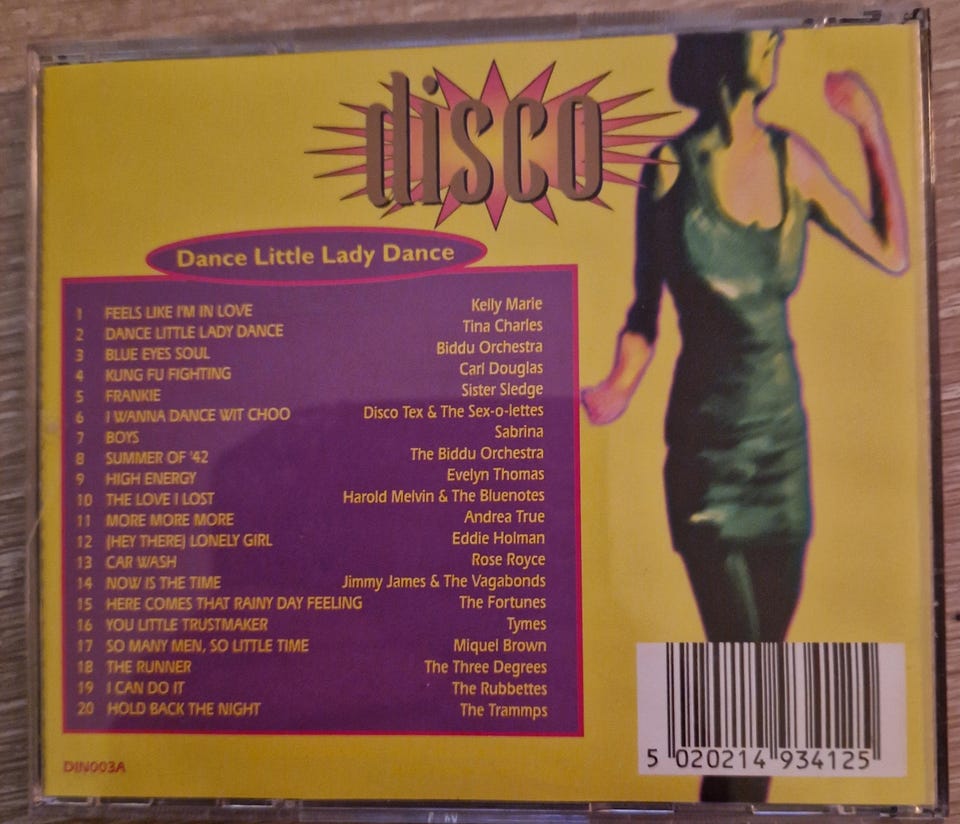 disco
Dance Little Lady Dance
1 FEELS LIKE I'M IN LOVE Kelly Marie
2 DANCE LITTLE LADY DANCE Tina Charles
3 BLUE EYES SOUL Biddu Orchestra
4 KUNG FU FIGHTING Carl Douglas
5 FRANKIE Sister Sledge
6 I WANNA DANCE WIT CHOO Disco Tex & The Sex-o-lettes
7 BOYS Sabrina
8 SUMMER OF '42 The Biddu Orchestra
9 HIGH ENERGY Evelyn Thomas
10 THE LOVE I LOST Harold Melvin & The Bluenotes
11 MORE MORE MORE Andrea True
12 (HEY THERE) LONELY GIRL Eddie Holman
13 CAR WASH Rose Royce
14 NOW IS THE TIME Jimmy James & The Vagabonds
15 HERE COMES THAT RAINY DAY FEELING The Fortunes
16 YOU LITTLE TRUSTMAKER Tymes
17 SO MANY MEN, SO LITTLE TIME Miquel Brown
18 THE RUNNER The Three Degrees
19 I CAN DO IT The Rubbettes
20 HOLD BACK THE NIGHT The Trammps
DIN003A
5 020214 934125